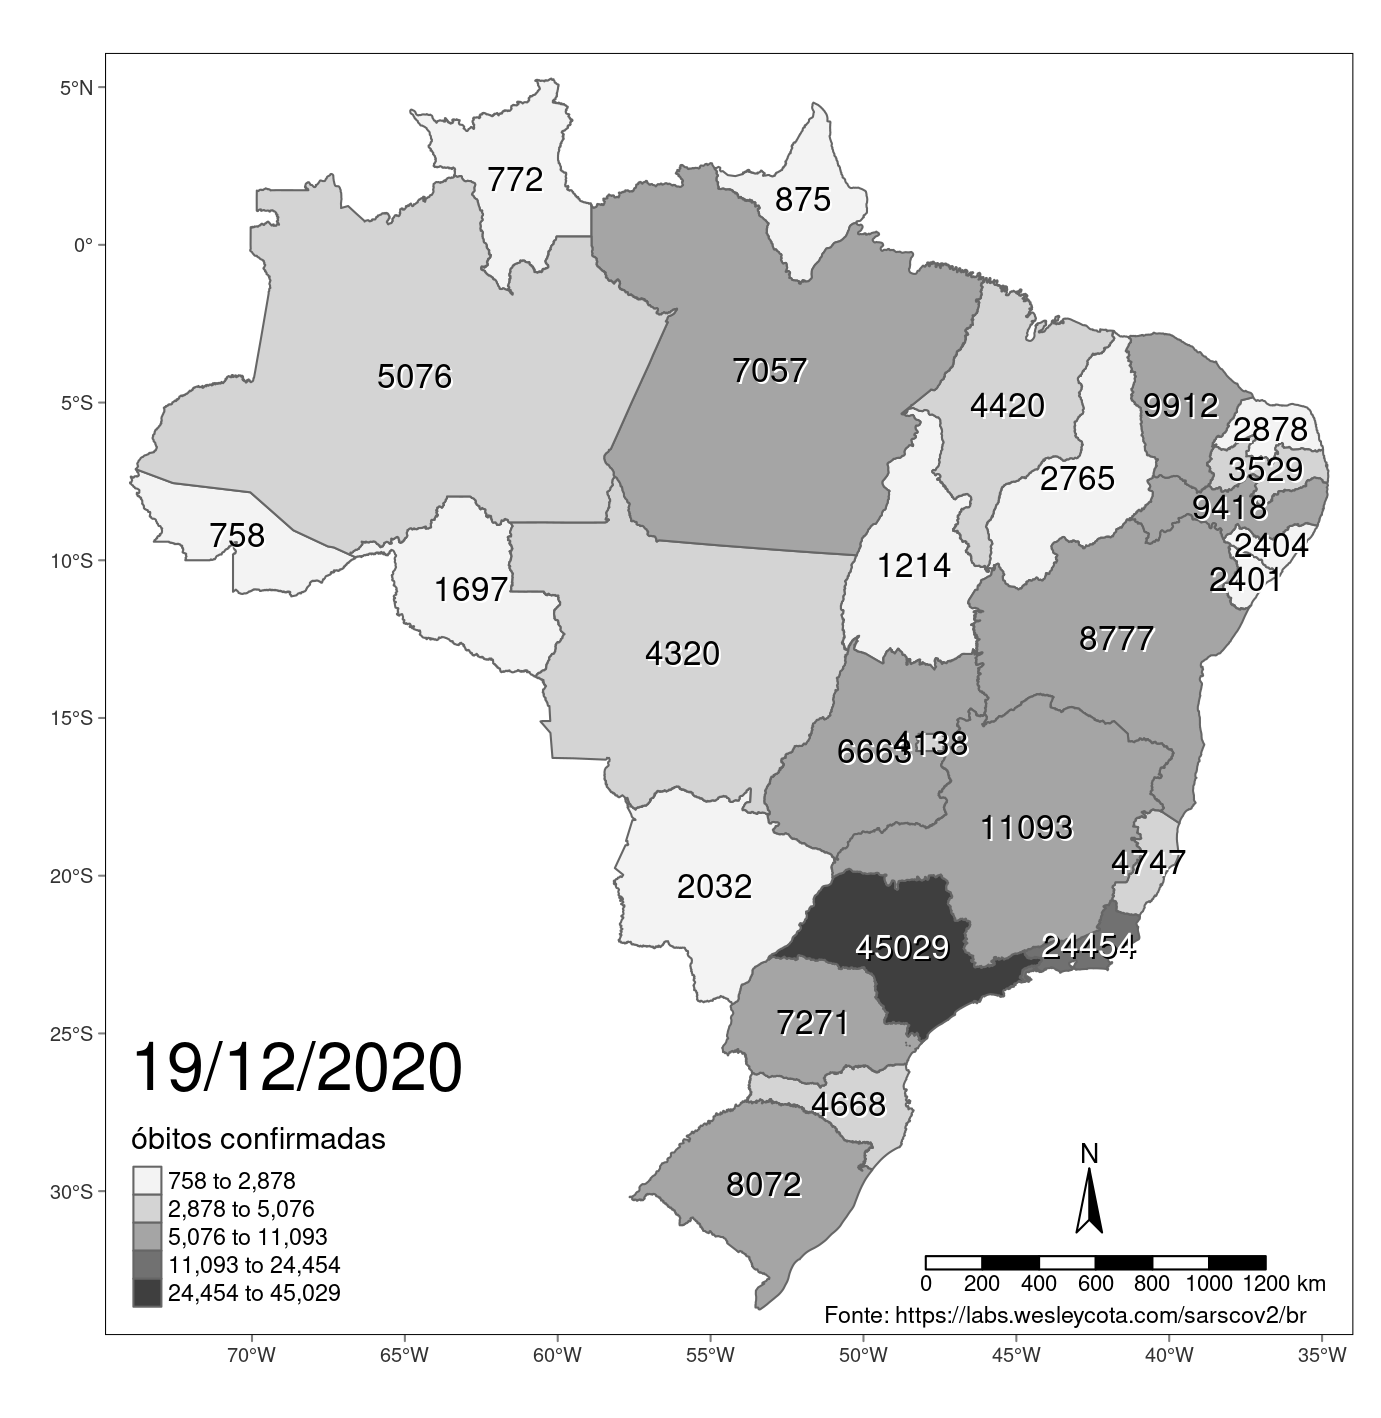 5°N
0°
5°S
10°S
15°S
20°S
25°S
30°S
772
875
5076
7057
4420
9912
2878
3529
2765
9418
758
2404
1214
2401
1697
8777
4320
4138
6663
11093
4747
2032
45029
24454
7271
4668
8072
19/12/2020
óbitos confirmadas
758 to 2,878
2,878 to 5,076
5,076 to 11,093
11,093 to 24,454
24,454 to 45,029
N
0 200 400 600 800 1000 1200 km
Fonte: https://labs.wesleycota.com/sarscov2/br
70°W 65°W 60°W 55°W 50°W 45°W 40°W 35°W